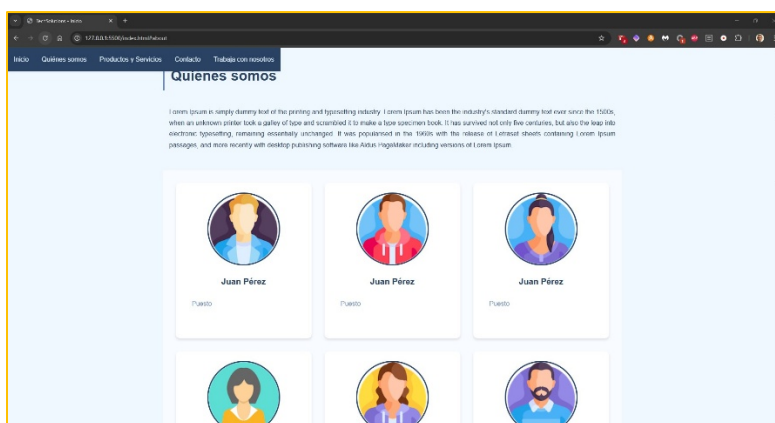 TechSolutions - Inicio
127.0.0.1:5500/index.html#about
Inicio Quiénes somos Productos y Servicios Contacto Trabaja con nosotros
Quiénes somos
Lorem Ipsum is simply dummy text of the printing and typesetting industry. Lorem Ipsum has been the industry's standard dummy text ever since the 1500s,
when an unknown printer took a galley of type and scrambled it to make a type specimen book. It has survived not only five centuries, but also the leap into
electronic typesetting, remaining essentially unchanged. It was popularised in the 1960s with the release of Letraset sheets containing Lorem Ipsum
passages, and more recently with desktop publishing software like Aldus PageMaker including versions of Lorem Ipsum.
Juan Pérez Juan Pérez Juan Pérez
Puesto Puesto Puesto